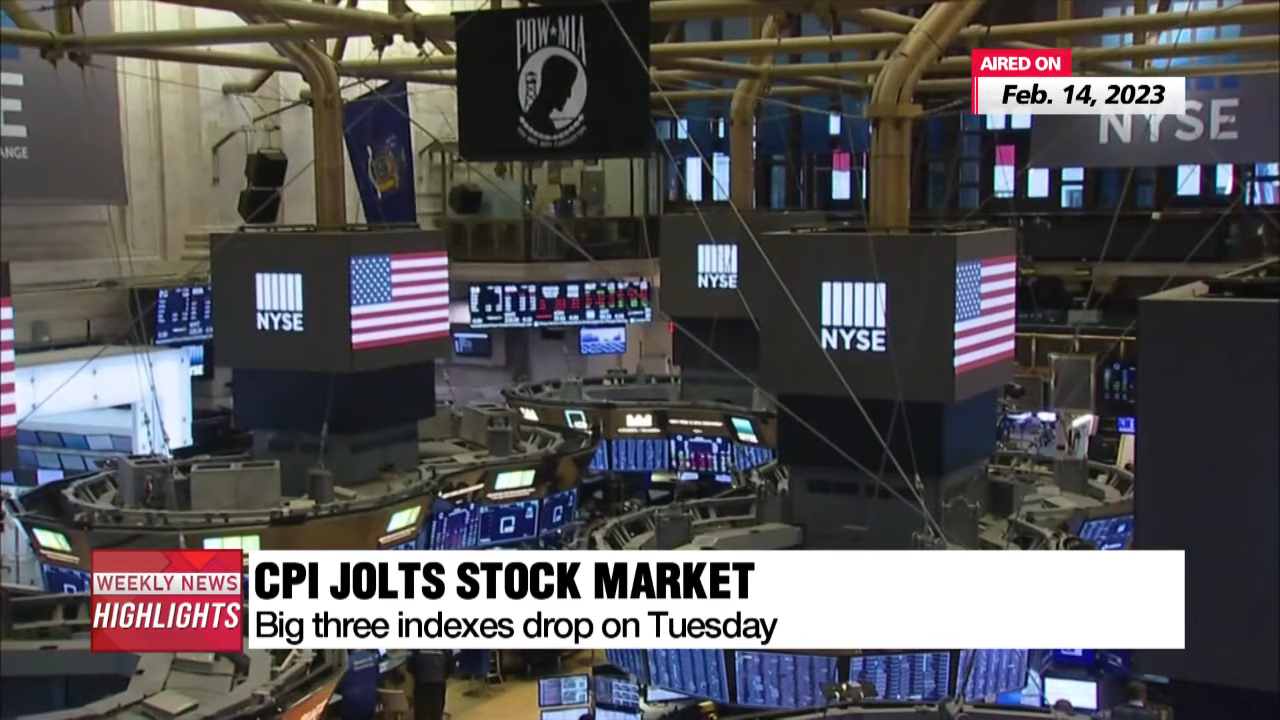 POW★MIA
AIRED ON
Feb. 14, 2023
NYSE
E
ANGE
NYSE
NYSE
NYSE
WEEKLY NEWS
HIGHLIGHTS
CPI JOLTS STOCK MARKET
Big three indexes drop on Tuesday